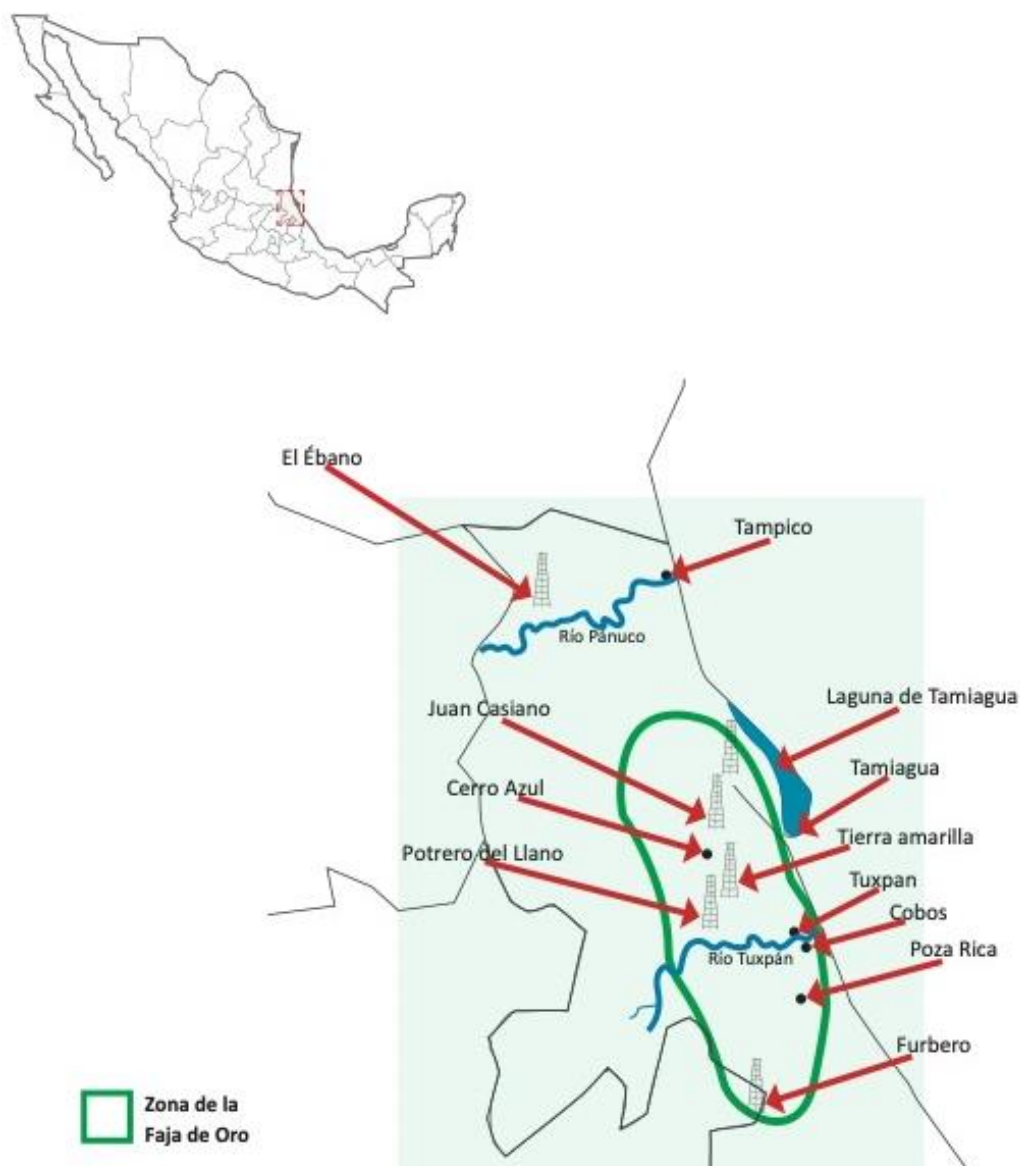 El Ébano
Tampico
Río Pánuco
Laguna de Tamiagua
Juan Casiano
Tamiagua
Cerro Azul
Tierra amarilla
Potrero del Llano
Tuxpan
Cobos
Poza Rica
Río Tuxpán
Furbero
Zona de la
Faja de Oro